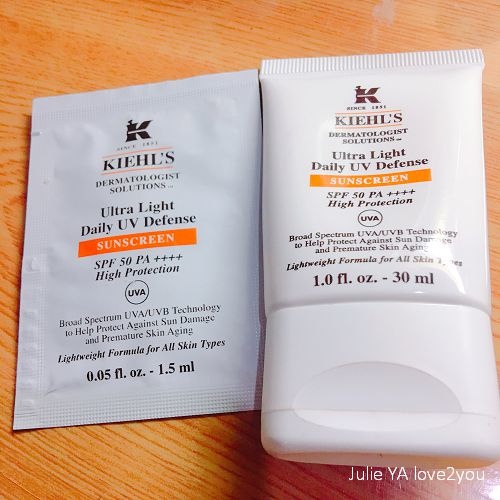 K
SINCE 1851
KIEHL'S
DERMATOLOGIST
SOLUTIONS™
Ultra Light
Daily UV Defense
SUNSCREEN
SPF 50 PA ++++
High Protection
UVA
Broad Spectrum UVA/UVB Technology
to Help Protect Against Sun Damage
and Premature Skin Aging
Lightweight Formula for All Skin Types
0.05 fl. oz. - 1.5 ml
K
SINCE 1851
KIEHL'S
DERMATOLOGIST
SOLUTIONS™
Ultra Light
Daily UV Defense
SUNSCREEN
SPF 50 PA ++++
High Protection
UVA
Broad Spectrum UVA/UVB Technology
to Help Protect Against Sun Damage
and Premature Skin Aging
Lightweight Formula for All Skin Types
1.0 fl. oz. - 30 ml
Julie YA love2you